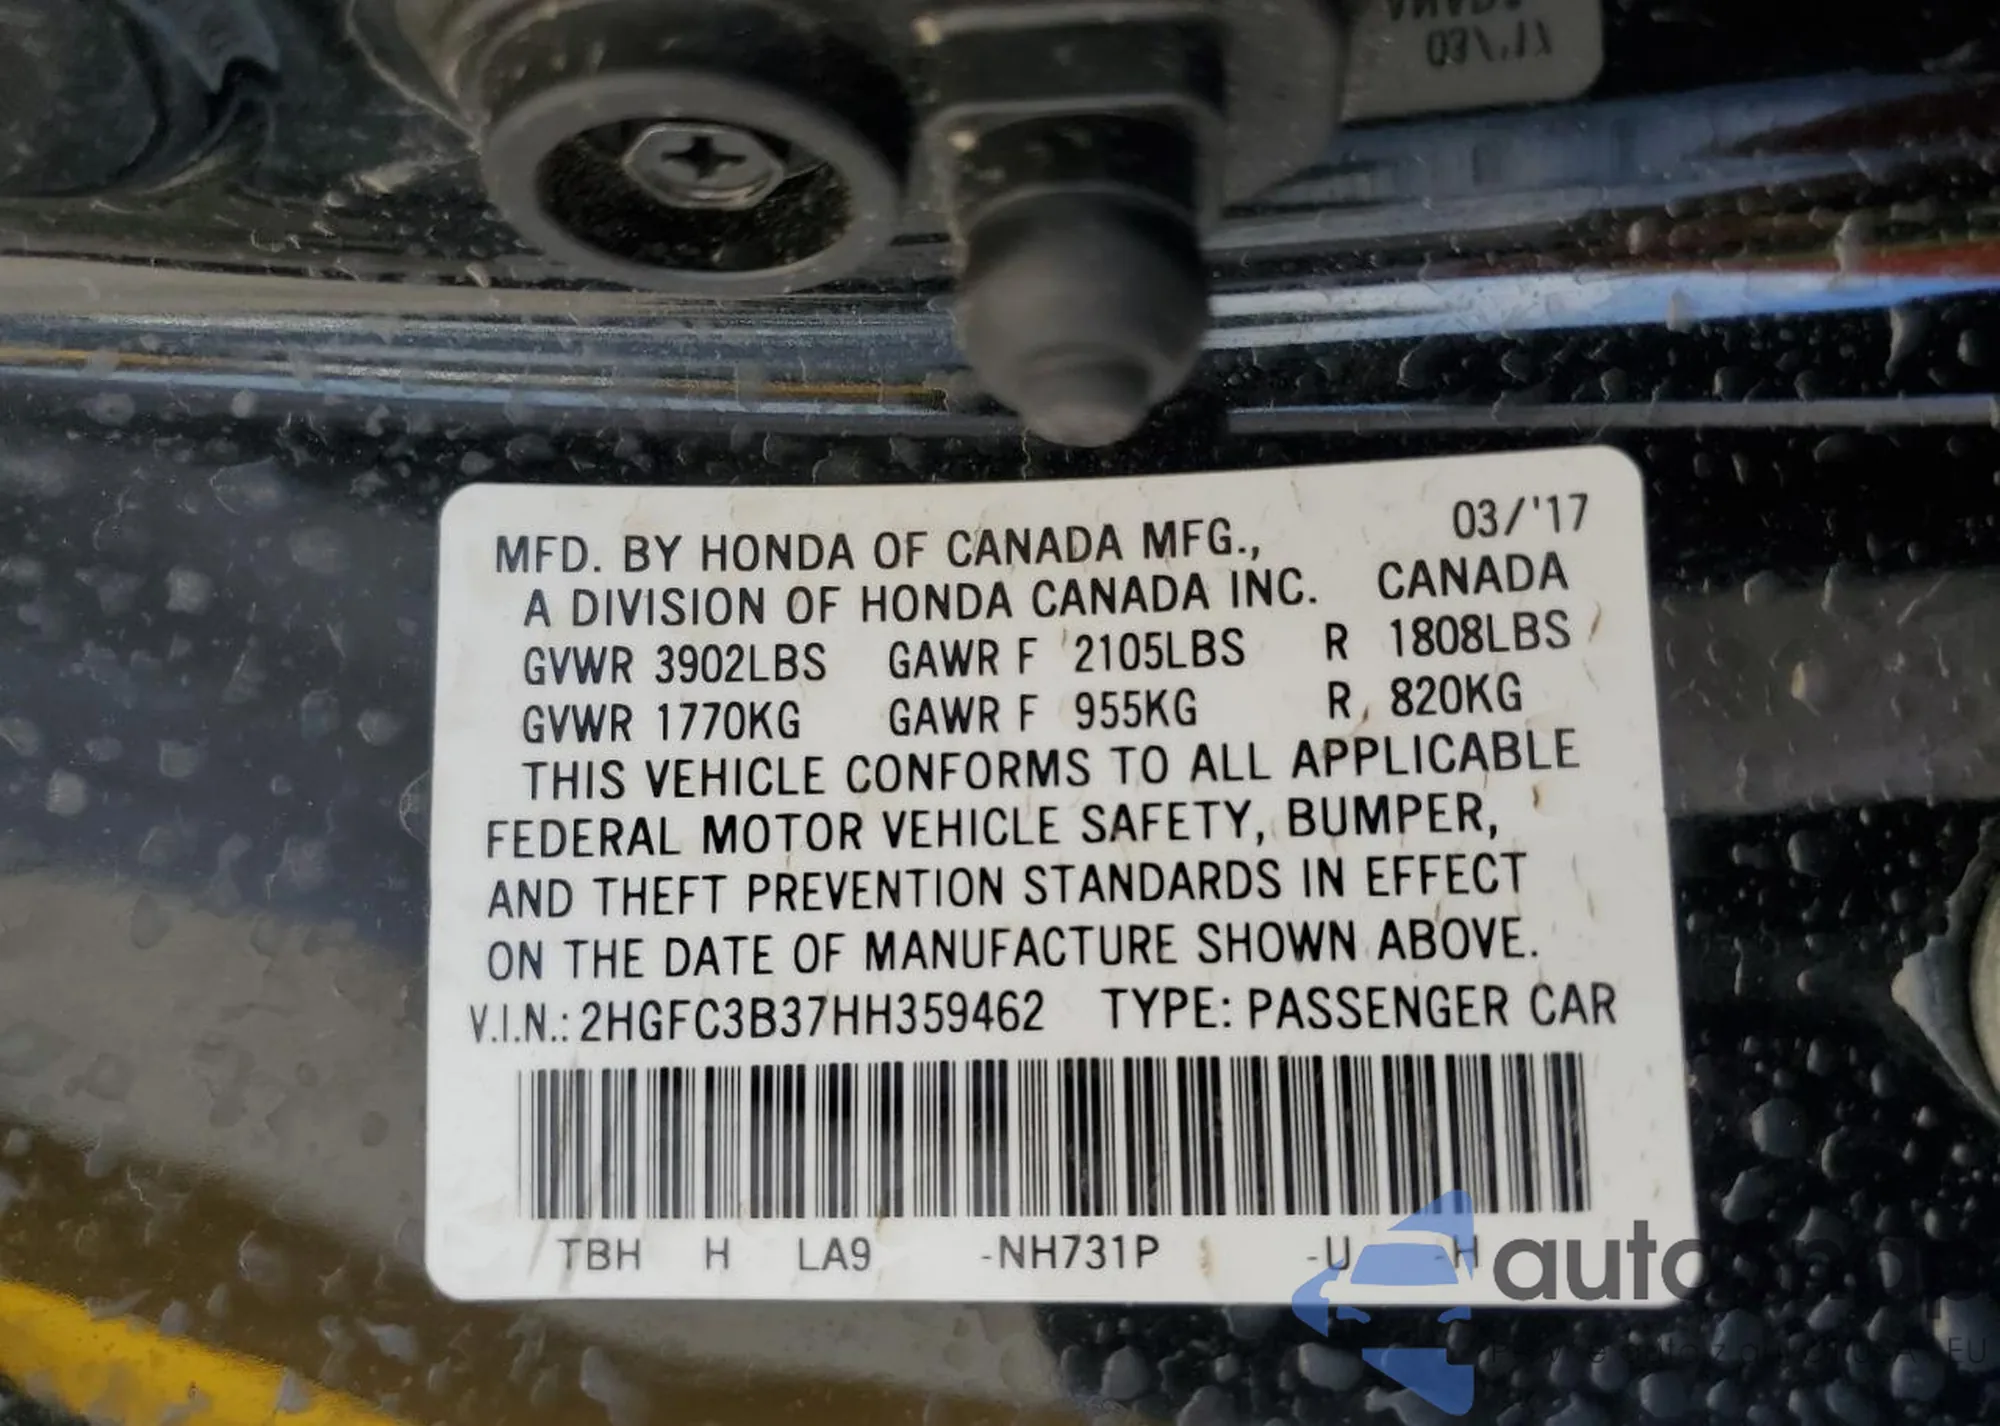 03/'17
MFD. BY HONDA OF CANADA MFG., 03/'17
A DIVISION OF HONDA CANADA INC. CANADA
GVWR 3902LBS GAWR F 2105LBS R 1808LBS
GVWR 1770KG GAWR F 955KG R 820KG
THIS VEHICLE CONFORMS TO ALL APPLICABLE
FEDERAL MOTOR VEHICLE SAFETY, BUMPER,
AND THEFT PREVENTION STANDARDS IN EFFECT
ON THE DATE OF MANUFACTURE SHOWN ABOVE.
V.I.N.: 2HGFC3B37HH359462 TYPE: PASSENGER CAR
TBH H LA9 -NH731P -U -H